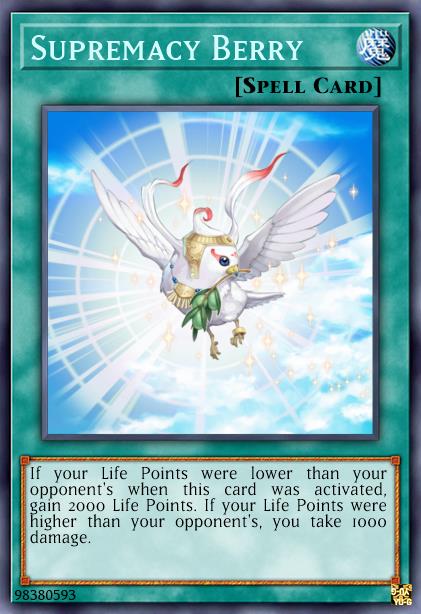 Supremacy Berry
魔
[Spell Card]
If your Life Points were lower than your
opponent's when this card was activated,
gain 2000 Life Points. If your Life Points were
higher than your opponent's, you take 1000
damage.
98380593